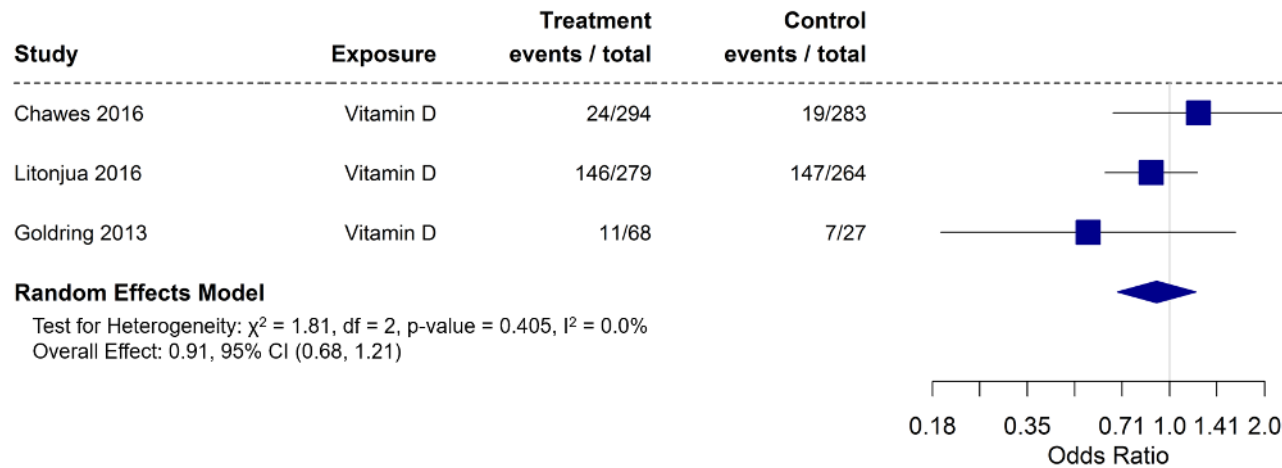 Treatment Control
Study Exposure events / total events / total
Chawes 2016 Vitamin D 24/294 19/283
Litonjua 2016 Vitamin D 146/279 147/264
Goldring 2013 Vitamin D 11/68 7/27
Random Effects Model
Test for Heterogeneity: χ² = 1.81, df = 2, p-value = 0.405, I² = 0.0%
Overall Effect: 0.91, 95% CI (0.68, 1.21)
0.18 0.35 0.71 1.0 1.41 2.0
Odds Ratio